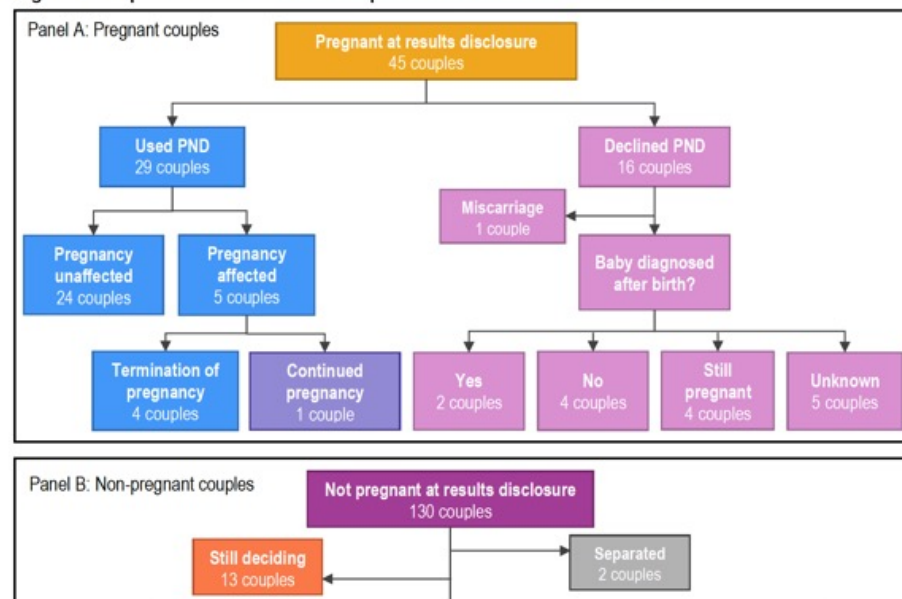 Panel A: Pregnant couples
Pregnant at results disclosure
45 couples
Used PND
29 couples
Declined PND
16 couples
Miscarriage
1 couple
Pregnancy
unaffected
24 couples
Pregnancy
affected
5 couples
Baby diagnosed
after birth?
Termination of
pregnancy
4 couples
Continued
pregnancy
1 couple
Yes
2 couples
No
4 couples
Still
pregnant
4 couples
Unknown
5 couples
Panel B: Non-pregnant couples
Not pregnant at results disclosure
130 couples
Still deciding
13 couples
Separated
2 couples